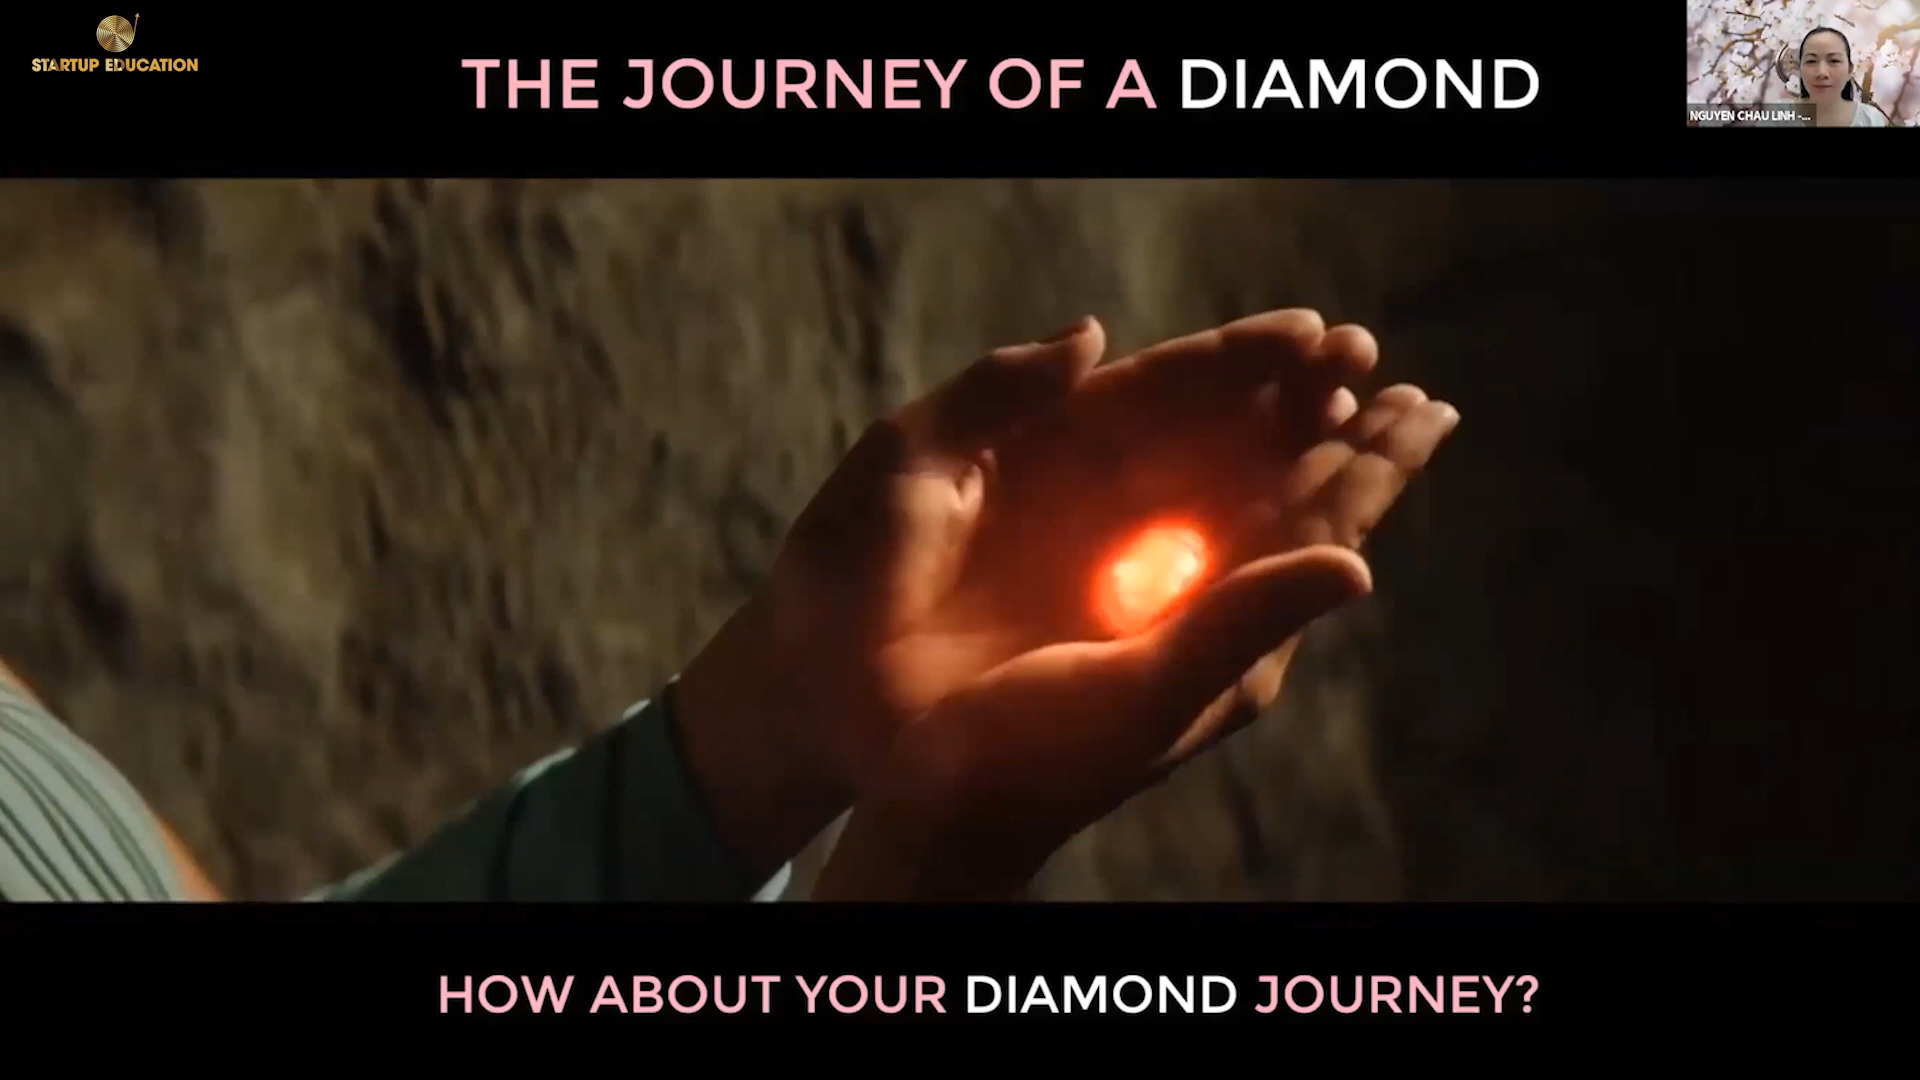 STARTUP EDUCATION
THE JOURNEY OF A DIAMOND
NGUYEN CHAU LINH -...
HOW ABOUT YOUR DIAMOND JOURNEY?